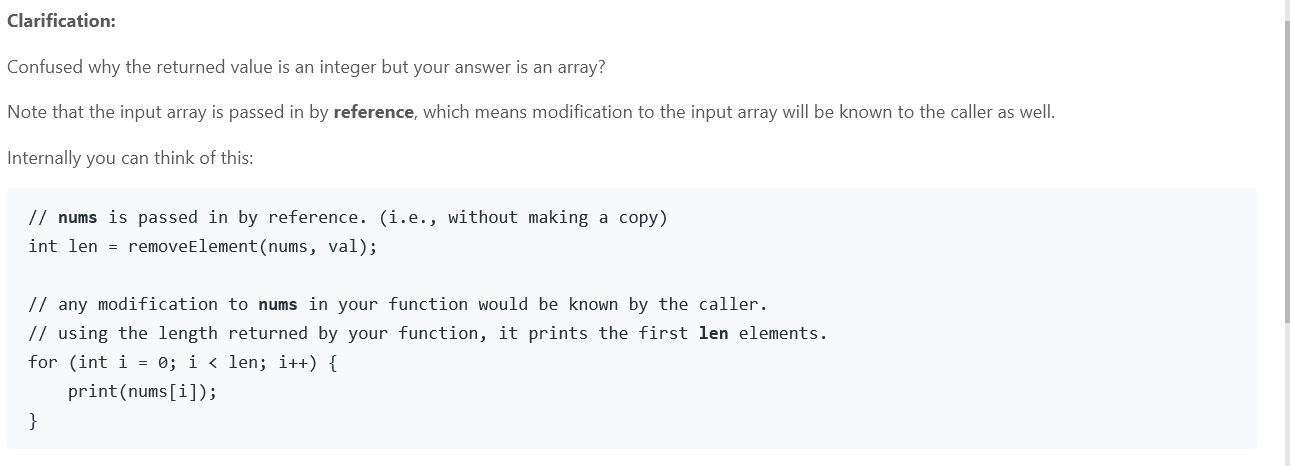 Clarification:
Confused why the returned value is an integer but your answer is an array?
Note that the input array is passed in by reference, which means modification to the input array will be known to the caller as well.
Internally you can think of this:
// nums is passed in by reference. (i.e., without making a copy)
int len = removeElement(nums, val);
// any modification to nums in your function would be known by the caller.
// using the length returned by your function, it prints the first len elements.
for (int i = 0; i < len; i++) {
    print(nums[i]);
}